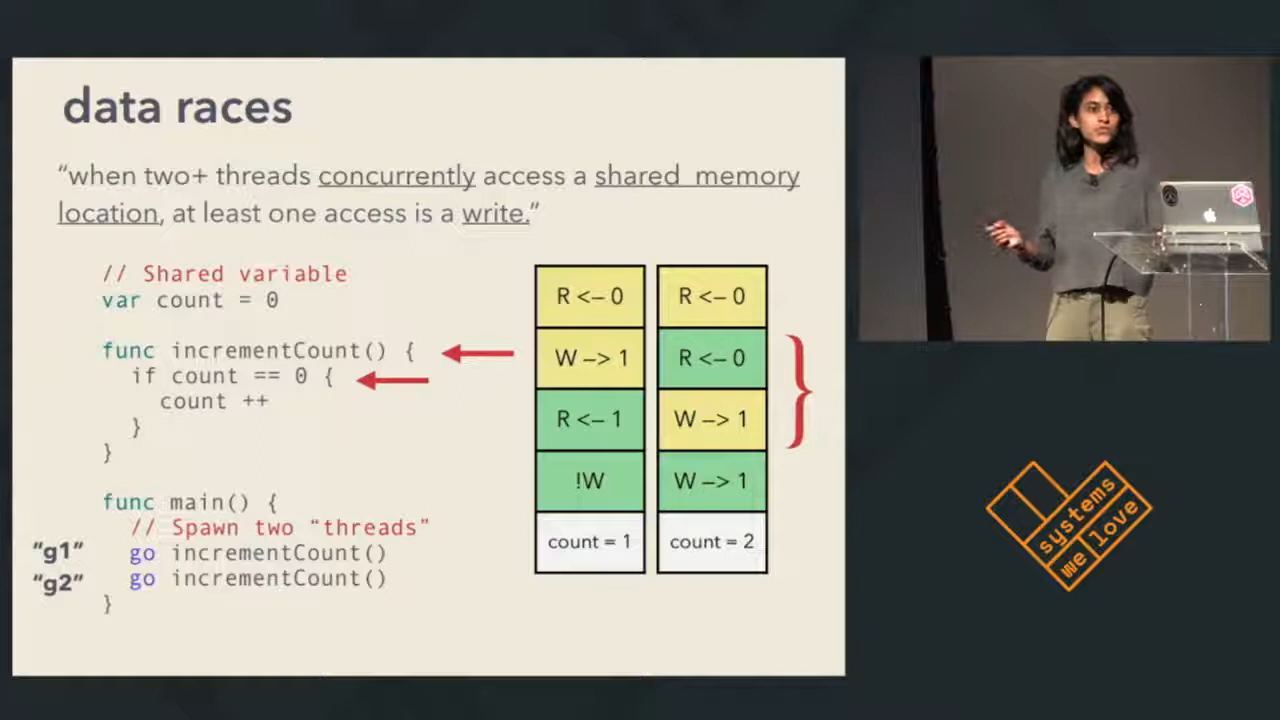 data races
“when two+ threads concurrently access a shared memory
location, at least one access is a write.”
// Shared variable
var count = 0
func incrementCount() {
if count == 0 {
count ++
}
}
func main() {
// Spawn two “threads”
“g1” go incrementCount()
“g2” go incrementCount()
}
R <– 0 R <– 0
W –> 1 R <– 0
R <– 1 W –> 1
!W W –> 1
count = 1 count = 2
}
systems
we love